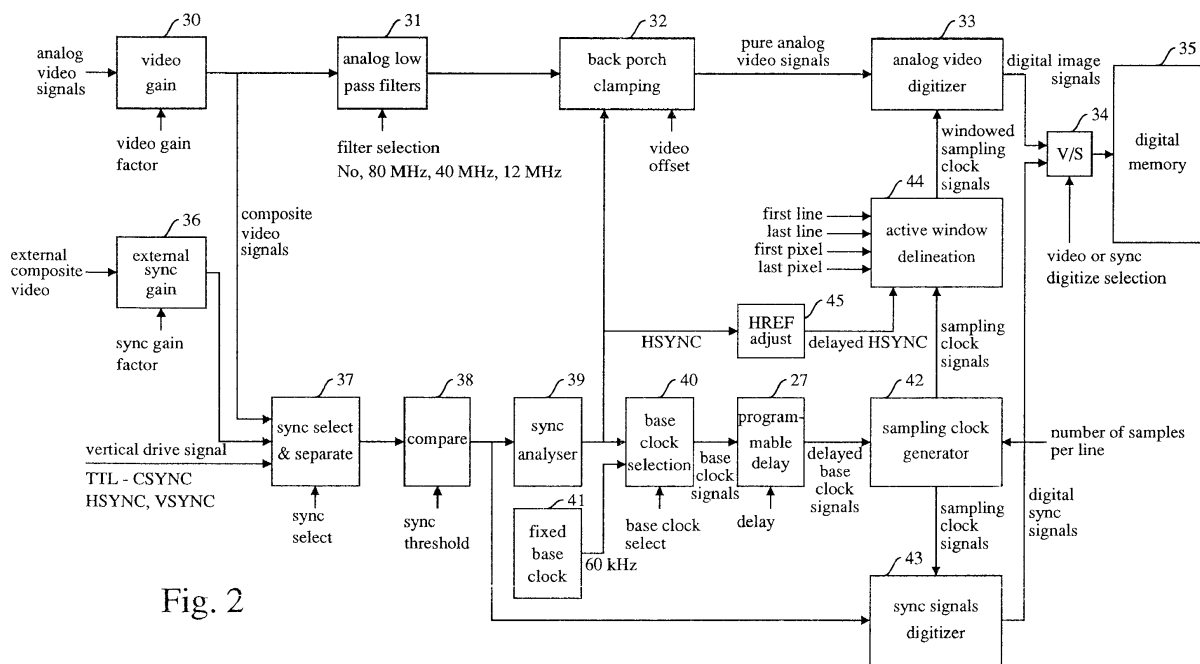 30
31
32
33
35
analog
video
signals
video
gain
analog low
pass filters
back porch
clamping
pure analog
video signals
analog video
digitizer
digital image
signals
34
V/S
digital
memory
video gain
factor
filter selection
No, 80 MHz, 40 MHz, 12 MHz
video
offset
windowed
sampling
clock
signals
44
36
composite
video
signals
external
composite
video
external
sync
gain
first line
last line
first pixel
last pixel
active window
delineation
video or sync
digitize selection
sync gain
factor
HSYNC
45
HREF
adjust
delayed HSYNC
sampling
clock
signals
37
38
39
40
27
42
vertical drive signal
TTL - CSYNC
HSYNC, VSYNC
sync select
& separate
compare
sync
analyser
base
clock
selection
base
clock
signals
program-
mable
delay
delayed
base
clock
signals
sampling clock
generator
number of samples
per line
sync
select
sync
threshold
41
fixed
base
clock
60 kHz
base clock
select
delay
sampling
clock
signals
digital
sync
signals
43
sync signals
digitizer
Fig. 2